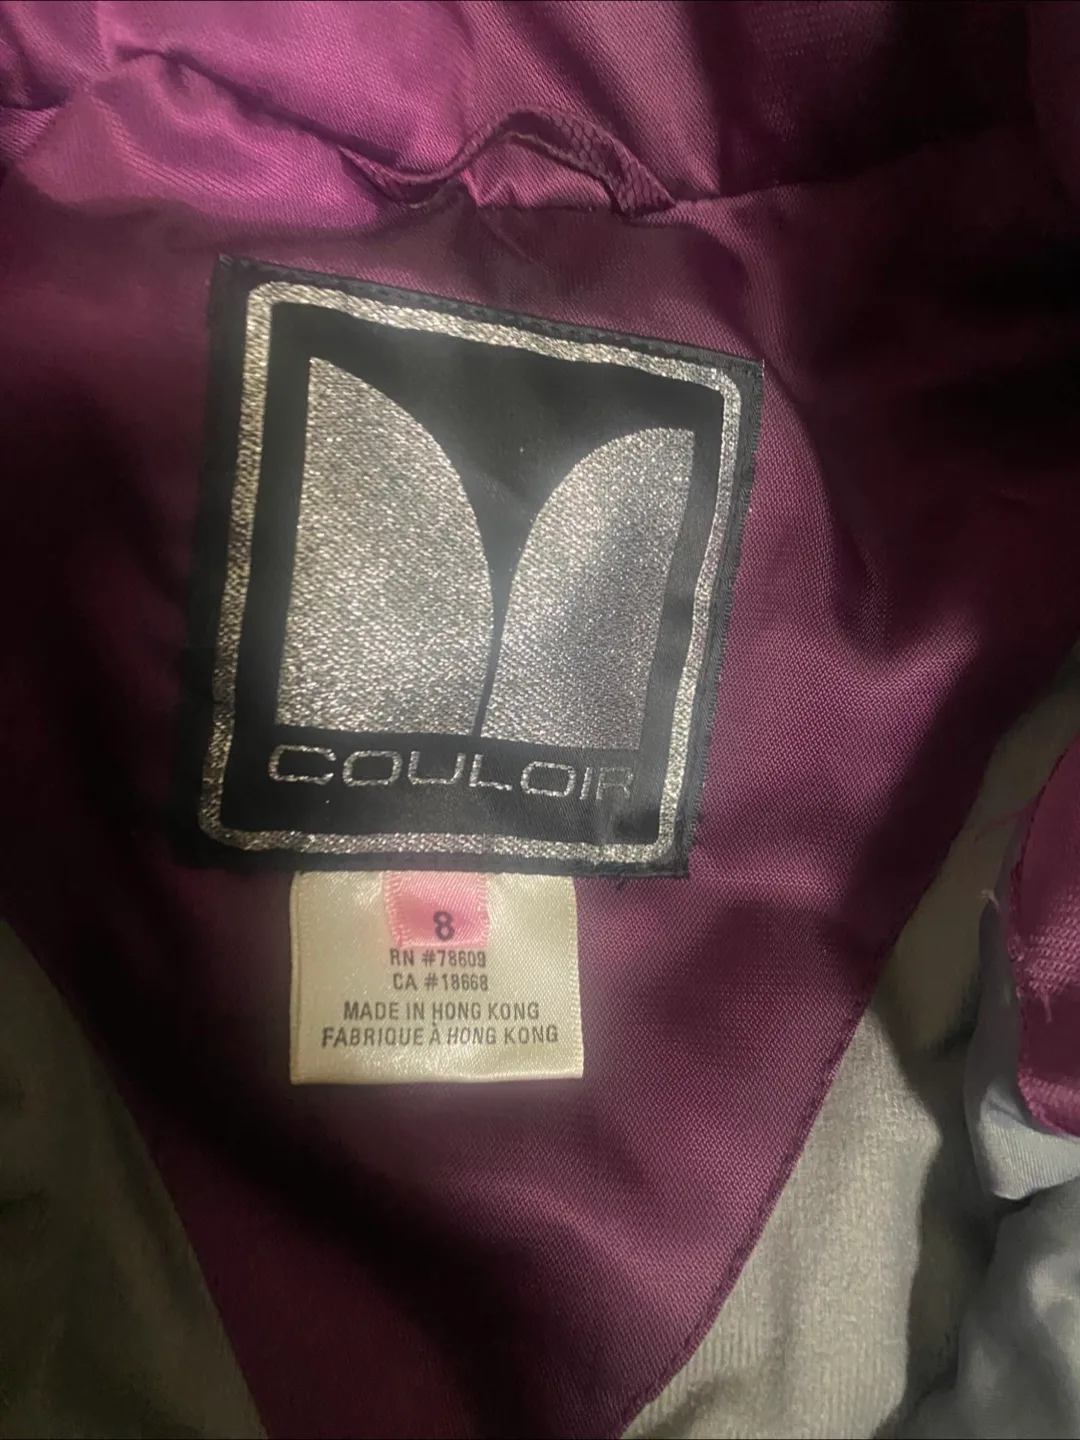 COULOIR
8
RN #78609
CA #18668
MADE IN HONG KONG
FABRIQUE À HONG KONG